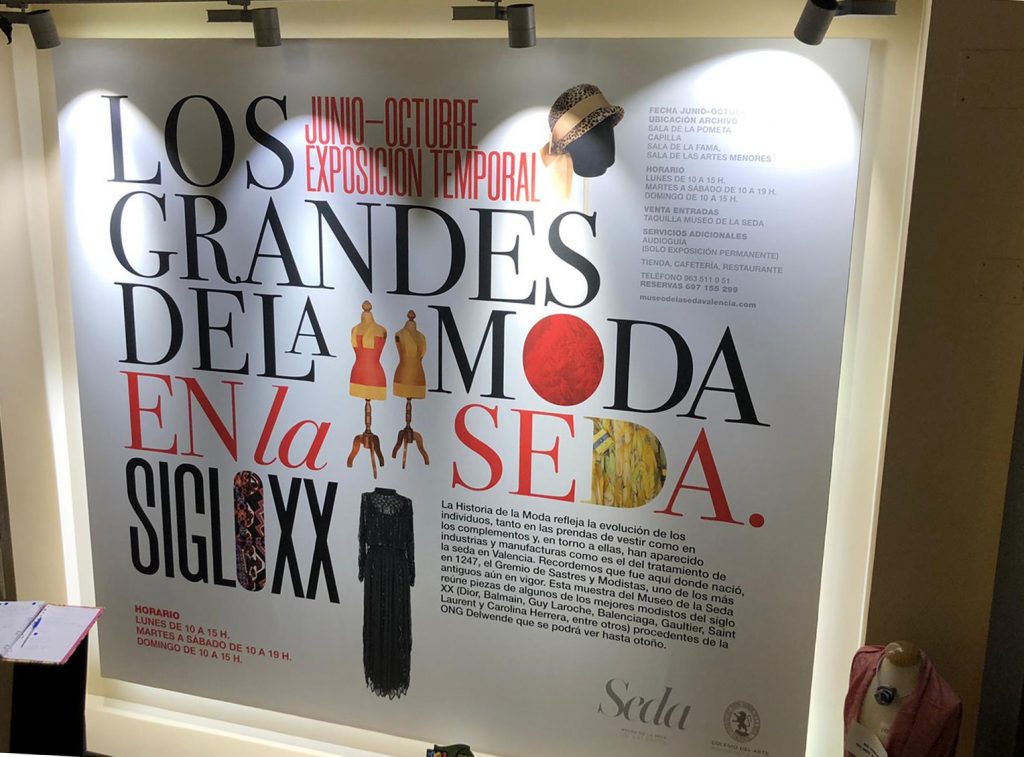 LOS
JUNIO-OCTUBRE
EXPOSICIÓN TEMPORAL
GRANDES
DE LA MODA
EN la SEDA.
SIGLO XX
La Historia de la Moda refleja la evolución de los
individuos, tanto en las prendas de vestir como en
los complementos y, en torno a ellas, han aparecido
industrias y manufacturas como es el del tratamiento de
la seda en Valencia. Recordemos que fue aquí donde nació,
en 1247, el Gremio de Sastres y Modistas, uno de los más
antiguos aún en vigor. Esta muestra del Museo de la Seda
reúne piezas de algunos de los mejores modistos del siglo
XX (Dior, Balmain, Guy Laroche, Balenciaga, Gaultier, Saint
Laurent y Carolina Herrera, entre otros) procedentes de la
ONG Delwende que se podrá ver hasta otoño.
HORARIO
LUNES DE 10 A 15 H.
MARTES A SÁBADO DE 10 A 19 H.
DOMINGO DE 10 A 15 H.
FECHA
UBICACIÓN ARCHIVO
SALA DE LA POMETA
CAPILLA
SALA DE LA FAMA,
SALA DE LAS ARTES MENORES
HORARIO
LUNES DE 10 A 15 H.
MARTES A SÁBADO DE 10 A 19 H.
DOMINGO DE 10 A 15 H.
VENTA ENTRADAS
TAQUILLA MUSEO DE LA SEDA
SERVICIOS ADICIONALES
AUDIOGUÍA
(SOLO EXPOSICIÓN PERMANENTE)
TIENDA, CAFETERÍA, RESTAURANTE
TELÉFONO 963 511 9 51
RESERVAS 697 155 299
museodelasedavalencia.com
Seda
COLEGIO DEL ARTE